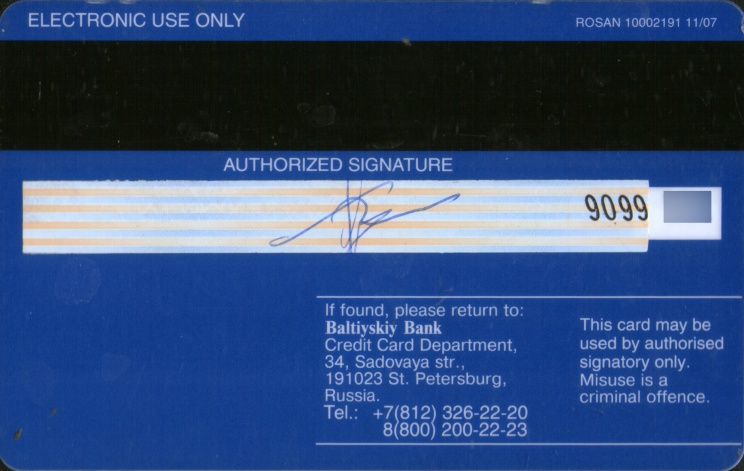 ELECTRONIC USE ONLY
ROSAN 10002191 11/07
AUTHORIZED SIGNATURE
9099
If found, please return to:
Baltiyskiy Bank
Credit Card Department,
34, Sadovaya str.,
191023 St. Petersburg,
Russia.
Tel.: +7(812) 326-22-20
8(800) 200-22-23
This card may be
used by authorised
signatory only.
Misuse is a
criminal offence.